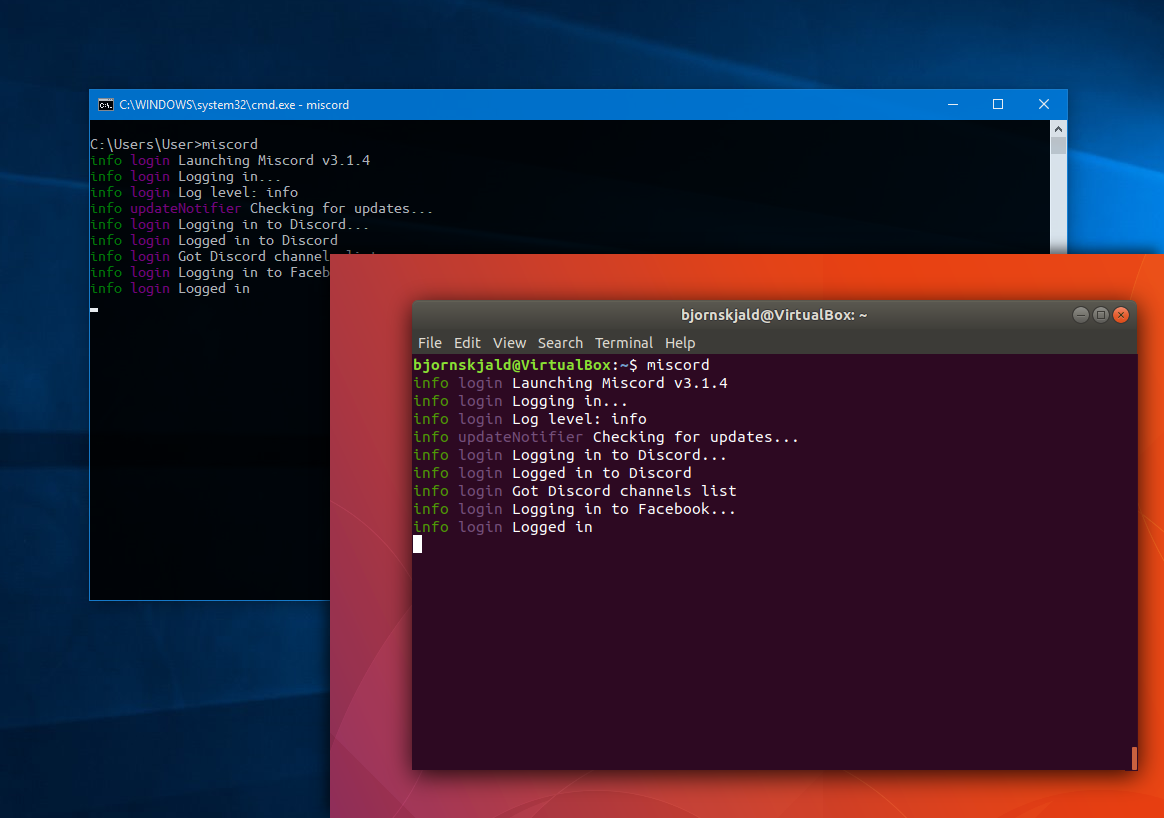 C:\WINDOWS\system32\cmd.exe - miscord
C:\Users\User>miscord
info login Launching Miscord v3.1.4
info login Logging in...
info login Log level: info
info updateNotifier Checking for updates...
info login Logging in to Discord...
info login Logged in to Discord
info login Got Discord channels list
info login Logging in to Faceb
info login Logged in
bjornskjald@VirtualBox: ~
File Edit View Search Terminal Help
bjornskjald@VirtualBox:~$ miscord
info login Launching Miscord v3.1.4
info login Logging in...
info login Log level: info
info updateNotifier Checking for updates...
info login Logging in to Discord...
info login Logged in to Discord
info login Got Discord channels list
info login Logging in to Facebook...
info login Logged in